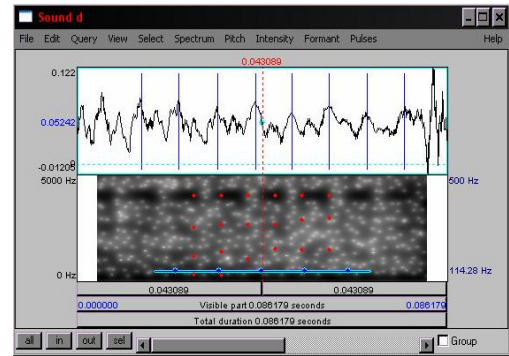 Sound d
File Edit Query View Select Spectrum Pitch Intensity Formant Pulses Help
0.043089
0.122
0.05242
0
-0.01205
5000 Hz 500 Hz
0 Hz 114.28 Hz
0.043089 0.043089
0.000000 Visible part 0.086179 seconds 0.086179
Total duration 0.086179 seconds
all in out sel Group